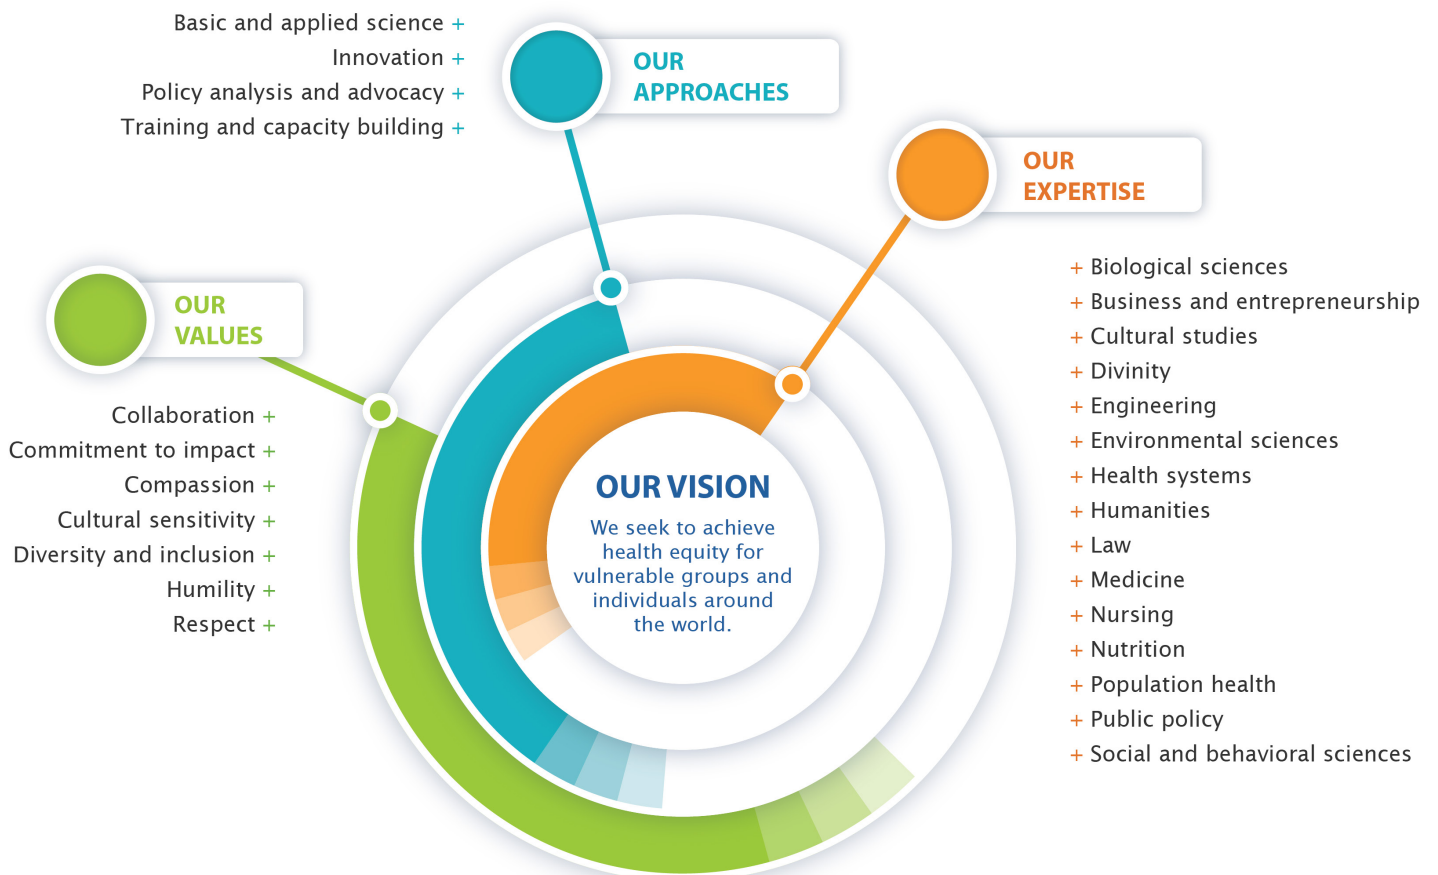 Basic and applied science +
Innovation +
Policy analysis and advocacy +
Training and capacity building +
OUR
APPROACHES
OUR
EXPERTISE
+ Biological sciences
+ Business and entrepreneurship
+ Cultural studies
+ Divinity
+ Engineering
+ Environmental sciences
+ Health systems
+ Humanities
+ Law
+ Medicine
+ Nursing
+ Nutrition
+ Population health
+ Public policy
+ Social and behavioral sciences
OUR
VALUES
Collaboration +
Commitment to impact +
Compassion +
Cultural sensitivity +
Diversity and inclusion +
Humility +
Respect +
OUR VISION
We seek to achieve
health equity for
vulnerable groups and
individuals around
the world.